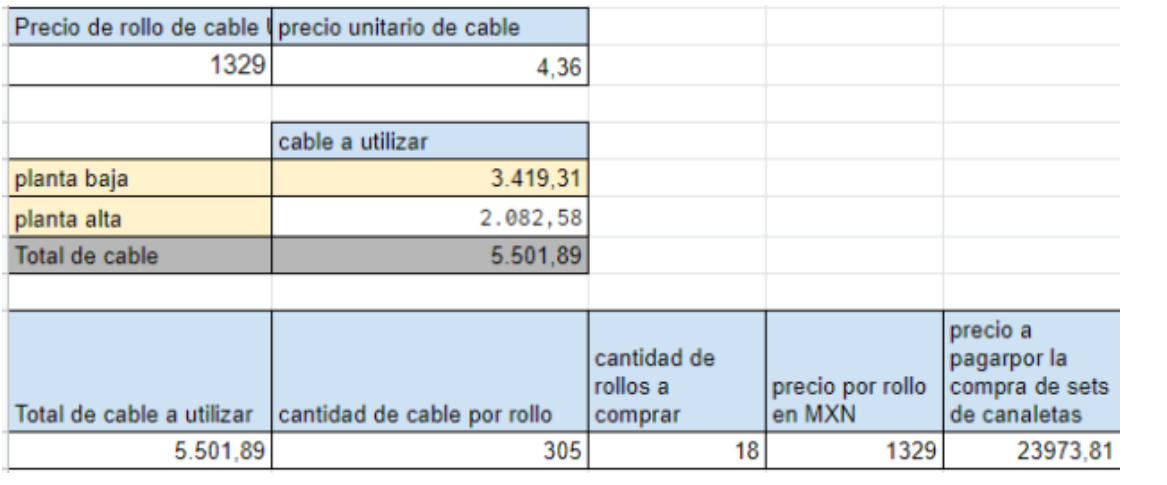 Precio de rollo de cable precio unitario de cable
1329 4,36
cable a utilizar
planta baja 3.419,31
planta alta 2.082,58
Total de cable 5.501,89
Total de cable a utilizar cantidad de cable por rollo cantidad de rollos a comprar precio por rollo en MXN precio a pagarpor la compra de sets de canaletas
5.501,89 305 18 1329 23973,81